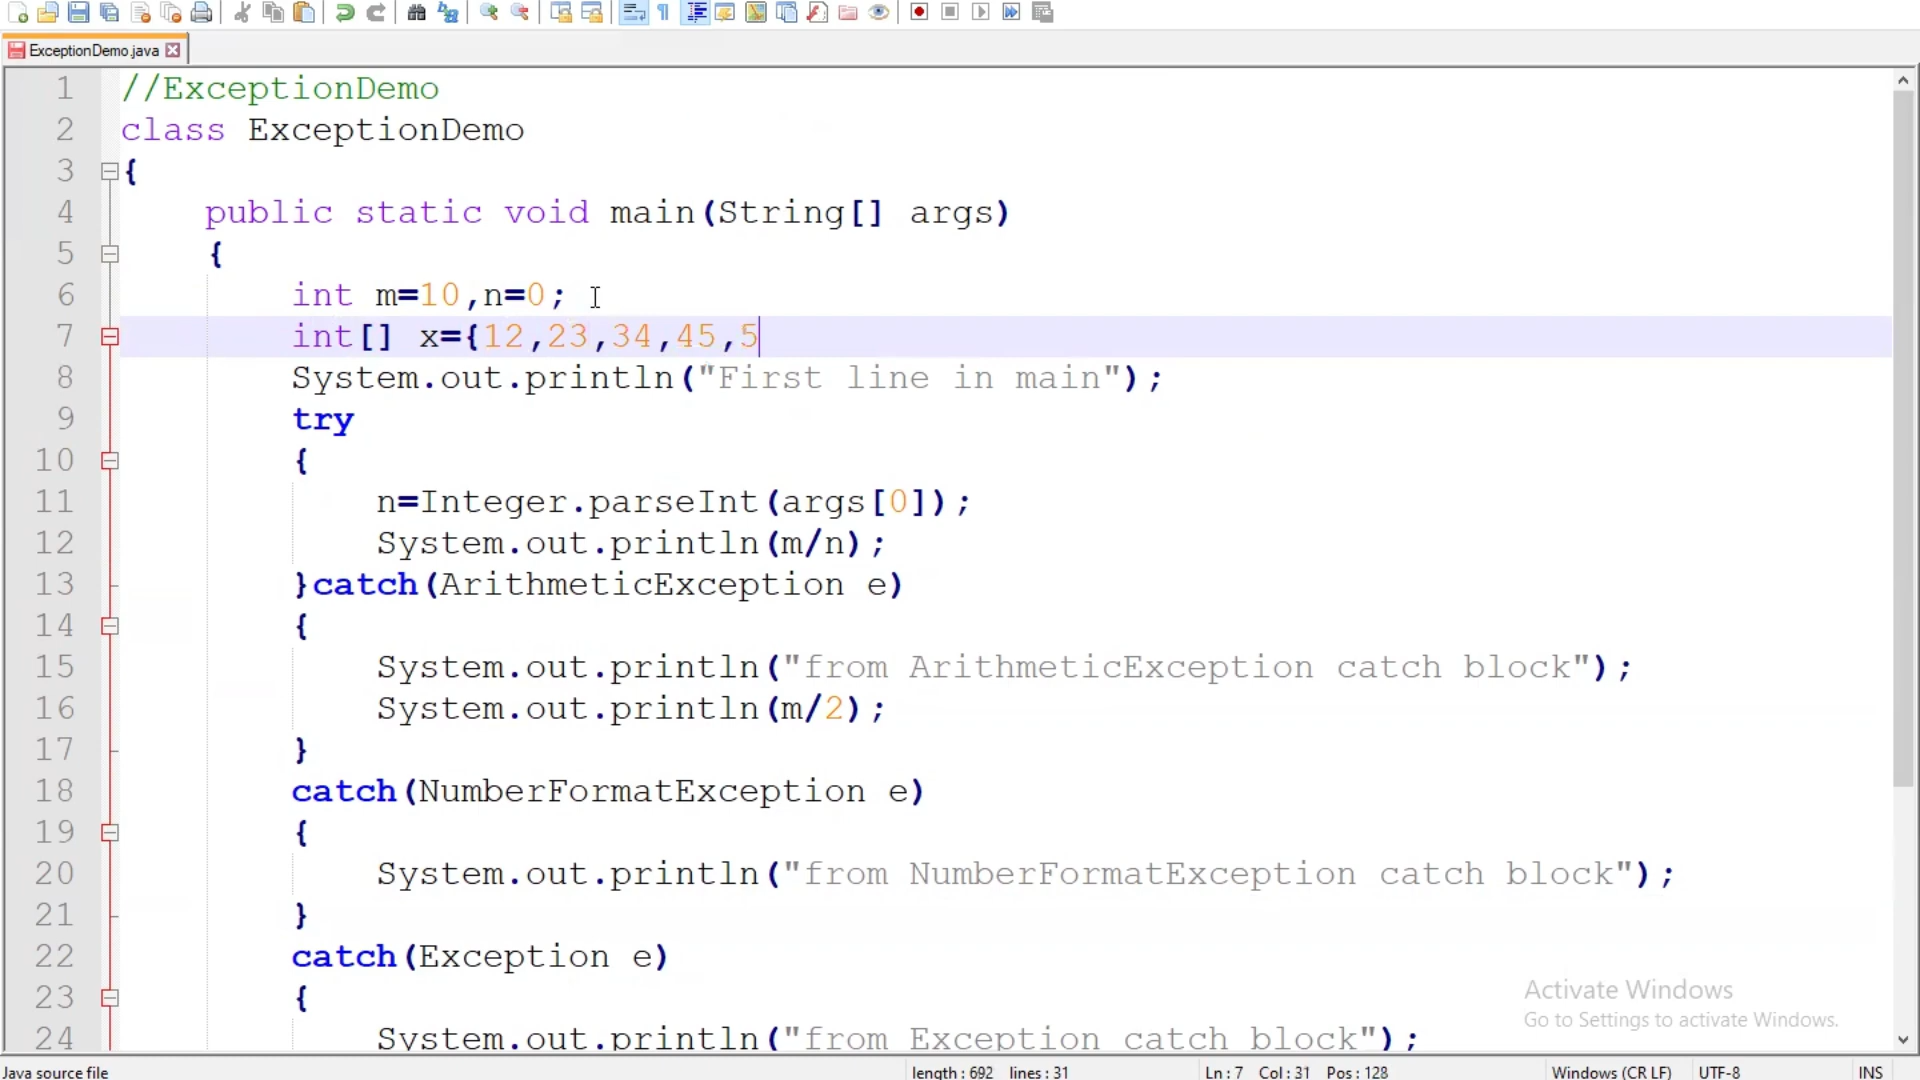 ExceptionDemo.java
1 //ExceptionDemo
2 class ExceptionDemo
3 {
4 public static void main(String[] args)
5 {
6 int m=10,n=0;
7 int[] x={12,23,34,45,5
8 System.out.println("First line in main");
9 try
10 {
11 n=Integer.parseInt(args[0]);
12 System.out.println(m/n);
13 }catch(ArithmeticException e)
14 {
15 System.out.println("from ArithmeticException catch block");
16 System.out.println(m/2);
17 }
18 catch(NumberFormatException e)
19 {
20 System.out.println("from NumberFormatException catch block");
21 }
22 catch(Exception e)
23 {
24 System.out.println("from Exception catch block");
Activate Windows
Go to Settings to activate Windows.
Java source file length : 692 lines : 31 Ln : 7 Col : 31 Pos : 128 Windows (CR LF) UTF-8 INS